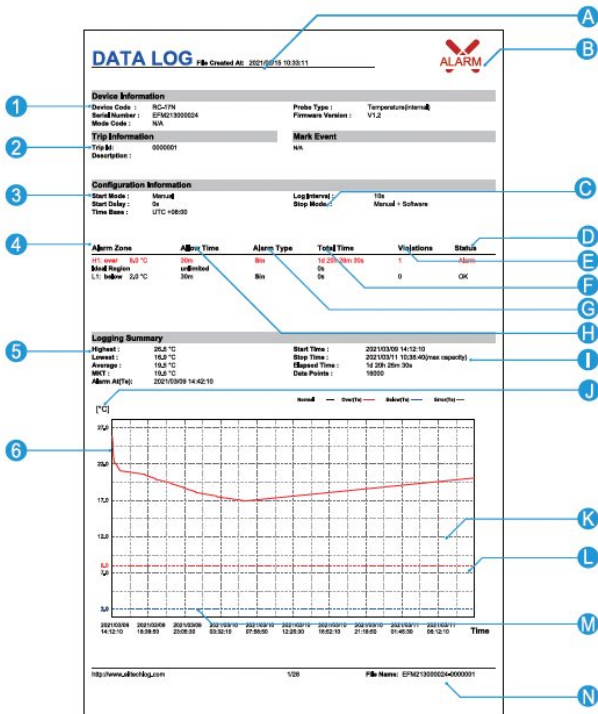 A
DATA LOG File Created At: 2021/03/15 10:33:11
ALARM
B
Device Information
1
Device Code : RC-17N Probe Type : Temperature(Internal)
Serial Number : EFM213000024 Firmware Version : V1.2
Mode Code : N/A
Trip Information Mark Event
2
Trip Id: 0000001 N/A
Description :
Configuration Information
C
3
Start Mode : Manual Log Interval : 10s
Start Delay : 0s Stop Mode : Manual + Software
Time Base : UTC +08:00
D
4
Alarm Zone Allow Time Alarm Type Total Time Violations Status
E
H1: over 8.0 °C 30m Sin 1d 20h 26m 30s 1 Alarm
Ideal Region unlimited 0s
F
L1: below 2.0 °C 30m Sin 0s 0 OK
G
H
Logging Summary
5
Highest : 26.8 °C Start Time : 2021/03/09 14:12:10
Lowest : 16.9 °C Stop Time : 2021/03/11 10:38:40(max capacity)
I
Average : 19.5 °C Elapsed Time : 1d 20h 26m 30s
MKT : 19.6 °C Data Points : 16000
Alarm At(Te): 2021/03/09 14:42:10
J
Normal Over(Te) Below(Te) Error(Te)
[°C]
27.0
6
22.0
17.0
K
12.0
L
8.0
7.0
2.0
M
2021/03/09 2021/03/09 2021/03/09 2021/03/10 2021/03/10 2021/03/10 2021/03/10 2021/03/10 2021/03/11 2021/03/11
14:12:10 18:38:50 23:05:30 03:32:10 07:58:50 12:25:30 16:52:10 21:18:50 01:45:30 06:12:10 Time
http://www.elitechlog.com 1/28 File Name: EFM213000024-0000001
N